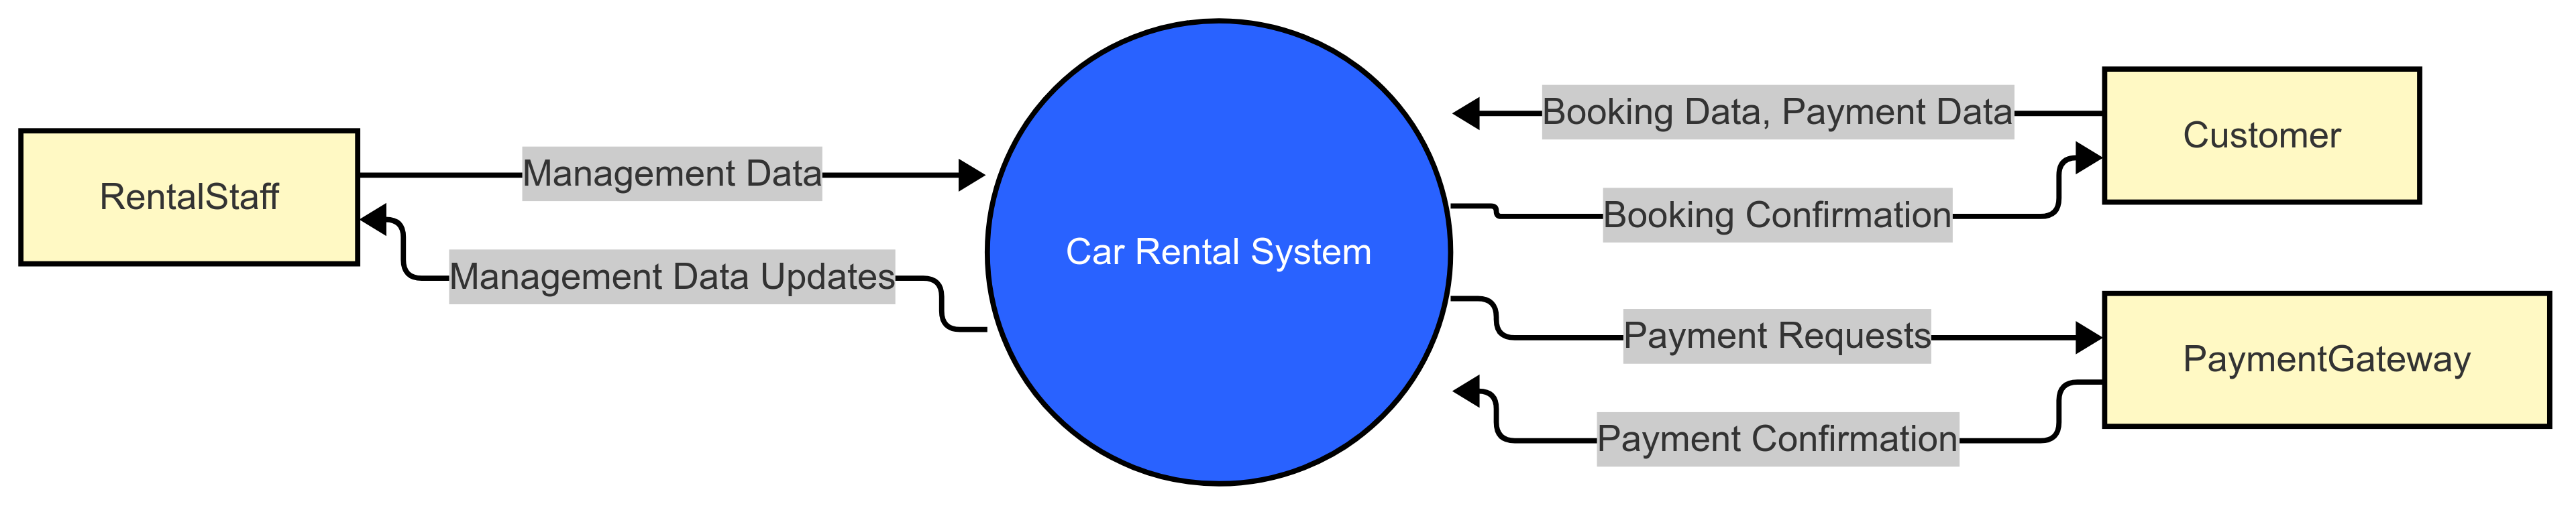 RentalStaff
Management Data
Management Data Updates
Car Rental System
Booking Data, Payment Data
Booking Confirmation
Payment Requests
Payment Confirmation
Customer
PaymentGateway